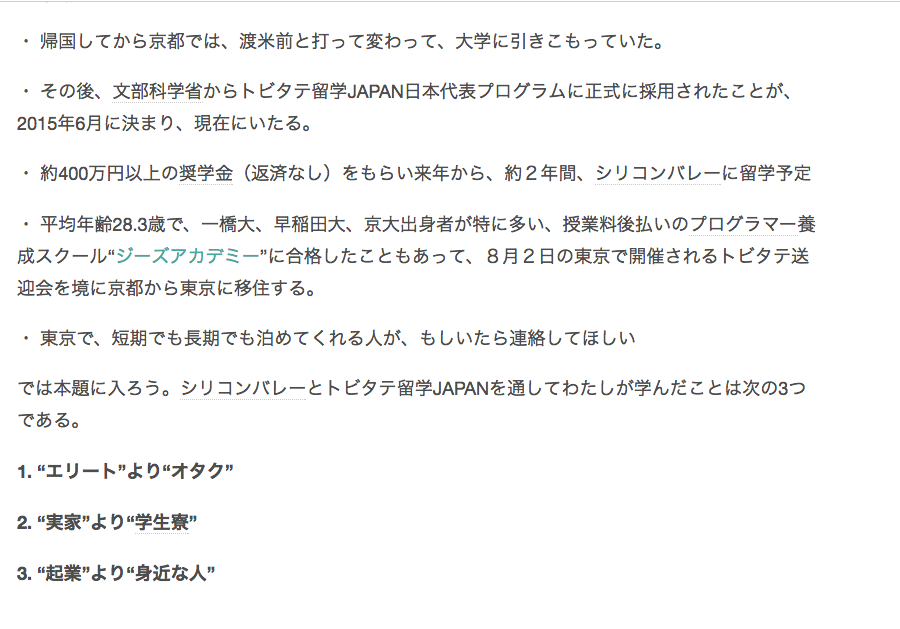 ・ 帰国してから京都では、渡米前と打って変わって、大学に引きこもっていた。
・ その後、文部科学省からトビタテ留学JAPAN日本代表プログラムに正式に採用されたことが、
2015年6月に決まり、現在にいたる。
・ 約400万円以上の奨学金（返済なし）をもらい来年から、約２年間、シリコンバレーに留学予定
・ 平均年齢28.3歳で、一橋大、早稲田大、京大出身者が特に多い、授業料後払いのプログラマー養
成スクール“ジーズアカデミー”に合格したこともあって、８月２日の東京で開催されるトビタテ送
迎会を境に京都から東京に移住する。
・ 東京で、短期でも長期でも泊めてくれる人が、もしいたら連絡してほしい
では本題に入ろう。シリコンバレーとトビタテ留学JAPANを通してわたしが学んだことは次の3つ
である。
1. “エリート”より“オタク”
2. “実家”より“学生寮”
3. “起業”より“身近な人”